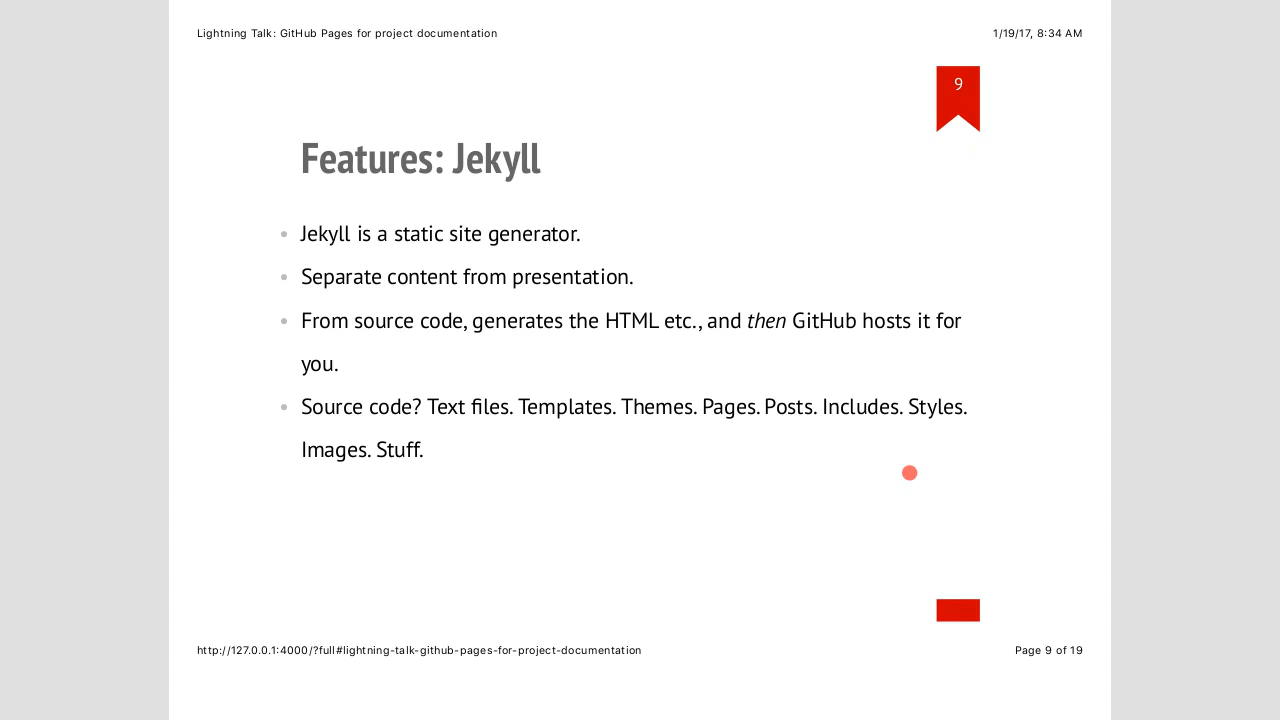 Lightning Talk: GitHub Pages for project documentation
1/19/17, 8:34 AM
9
Features: Jekyll
• Jekyll is a static site generator.
• Separate content from presentation.
• From source code, generates the HTML etc., and then GitHub hosts it for
you.
• Source code? Text files. Templates. Themes. Pages. Posts. Includes. Styles.
Images. Stuff.
http://127.0.0.1:4000/?full#lightning-talk-github-pages-for-project-documentation
Page 9 of 19